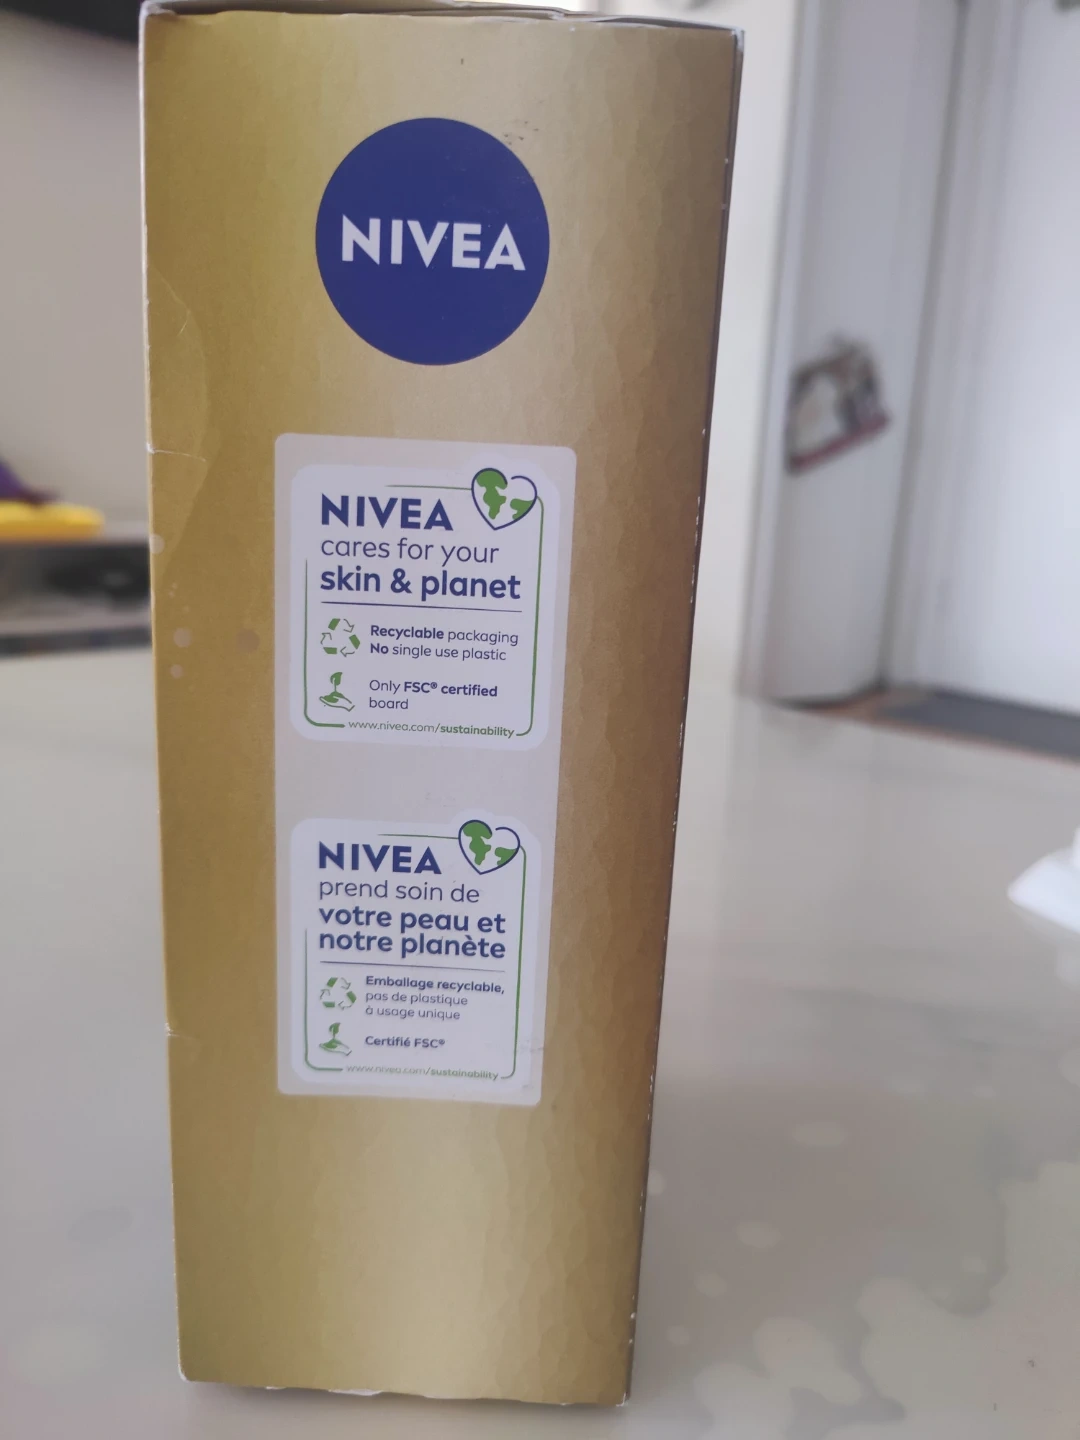 NIVEA
NIVEA
cares for your
skin & planet
Recyclable packaging
No single use plastic
Only FSC® certified
board
www.nivea.com/sustainability
NIVEA
prend soin de
votre peau et
notre planète
Emballage recyclable,
pas de plastique
à usage unique
Certifié FSC®
www.nivea.com/sustainability